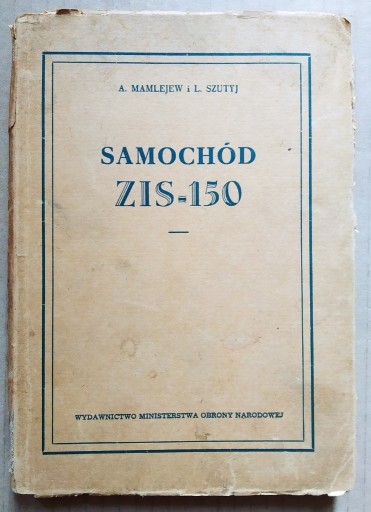 A. MAMLEJEW i L. SZUTYJ
SAMOCHÓD
ZIS-150
WYDAWNICTWO MINISTERSTWA OBRONY NARODOWEJ